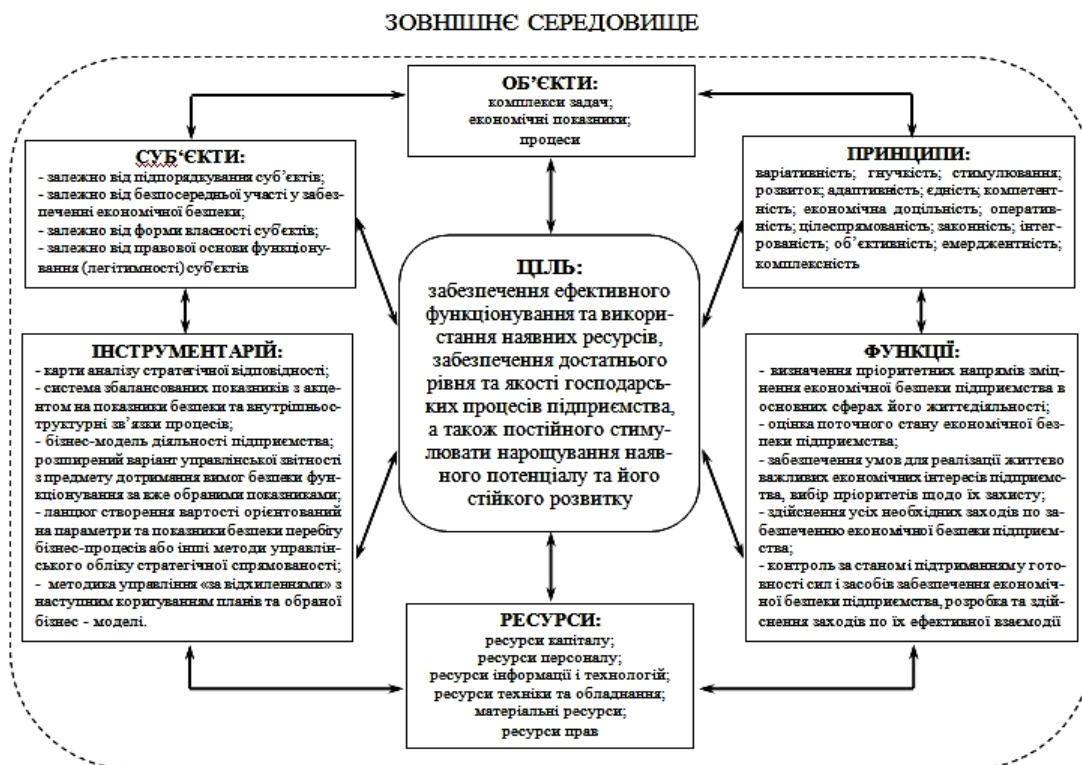 ЗОВНІШНЄ СЕРЕДОВИЩЕ
ОБ’ЄКТИ:
комплекси задач;
економічні показники;
процеси
СУБ‘ЄКТИ:
- залежно від підпорядкування суб’єктів;
- залежно від безпосередньої участі у забез-
печенні економічної безпеки;
- залежно від форми власності суб'єктів;
- залежно від правової основи функціону-
вання (легітимності) суб'єктів
ПРИНЦИПИ:
варіативність; гнучкість; стимулювання;
розвиток; адаптивність; єдність; компетент-
ність; економічна доцільність; оператив-
ність; цілеспрямованість; законність; інтег-
рованість; об’єктивність; емерджентність;
комплексність
ЦІЛЬ:
забезпечення ефективного
функціонування та викори-
стання наявних ресурсів,
забезпечення достатнього
рівня та якості господарсь-
ких процесів підприємства,
а також постійного стиму-
лювати нарощування наяв-
ного потенціалу та його
стійкого розвитку
ІНСТРУМЕНТАРІЙ:
- карти аналізу стратегічної відповідності;
- система збалансованих показників з акце-
нтом на показники безпеки та внутрішньос-
структурні зв’язки процесів;
- бізнес-модель діяльності підприємства;
розширений варіант управлінської звітності
з предмету дотримання вимог безпеки фун-
кціонування за вже обраними показниками;
- ланцюг створення вартості орієнтований
на параметри та показники безпеки перебігу
бізнес-процесів або інші методи управлін-
ського обліку стратегічної спрямованості;
- методика управління «за відхиленнями» з
наступним коригуванням планів та обраної
бізнес - моделі.
ФУНКЦІЇ:
- визначення пріоритетних напрямів зміц-
нення економічної безпеки підприємства в
основних сферах його життєдіяльності;
- оцінка поточного стану економічної без-
пеки підприємства;
- забезпечення умов для реалізації життєво
важливих економічних інтересів підприємс-
тва, вибір пріоритетів щодо їх захисту;
- здійснення усіх необхідних заходів по за-
безпеченню економічної безпеки підприєм-
ства;
- контроль за станом і підтриманням у гото-
вності сил і засобів забезпечення економіч-
ної безпеки підприємства, розробка та здій-
снення заходів по їх ефективної взаємодії
РЕСУРСИ:
ресурси капіталу;
ресурси персоналу;
ресурси інформації і технологій;
ресурси техніки та обладнання;
матеріальні ресурси;
ресурси прав